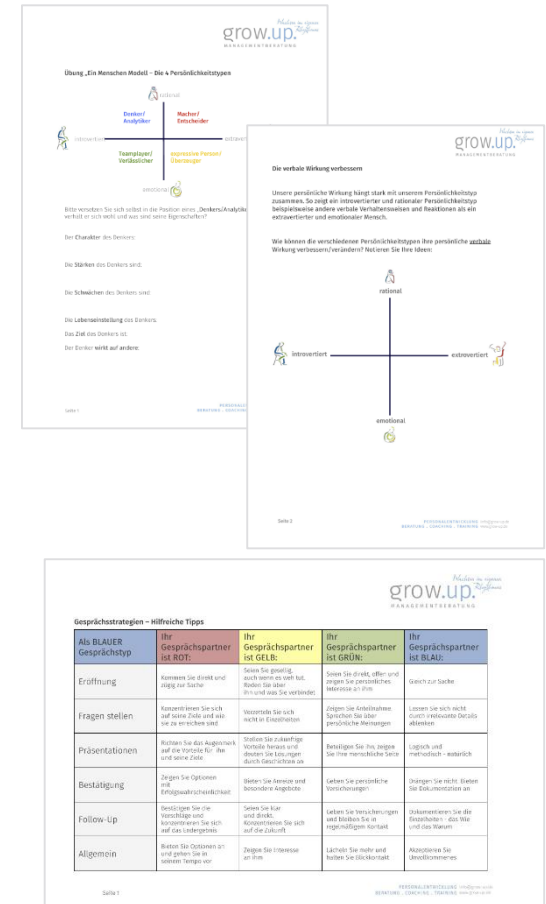 Wachsen in eigenem
Rhythmus
grow.up.
MANAGEMENTBERATUNG
Übung „Ein Menschen Modell – Die 4 Persönlichkeitstypen
rational
Denker/
Analytiker
Macher/
Entscheider
introvertiert
extrovert
Teamplayer/
Verlässlicher
expressive Person/
Überzeuger
emotional
Bitte versetzen Sie sich selbst in die Position eines „Denkers/Analytike
verhält er sich wohl und was sind seine Eigenschaften?
Der Charakter des Denkers:
Die Stärken des Denkers sind:
Die Schwächen des Denkers sind:
Die Lebenseinstellung des Denkers.
Das Ziel des Denkers ist:
Der Denker wirkt auf andere:
Seite 1
grow.up.
MANAGEMENTBERATUNG
Die verbale Wirkung verbessern
Unsere persönliche Wirkung hängt stark mit unserem Persönlichkeitstyp
zusammen. So zeigt ein introvertierter und rationaler Persönlichkeitstyp
beispielsweise andere verbale Verhaltensweisen und Reaktionen als ein
extrovertierter und emotionaler Mensch.
Wie können die verschiedenen Persönlichkeitstypen ihre persönliche verbale
Wirkung verbessern/verändern? Notieren Sie Ihre Ideen:
rational
introvertiert
extrovertiert
emotional
Seite 2
PERSONALENTWICKLUNG
BERATUNG . COACHING . TRAINING
grow.up.
MANAGEMENTBERATUNG
Gesprächsstrategien – Hilfreiche Tipps
Als BLAUER
Gesprächstyp
Ihr
Gesprächspartner
ist ROT:
Ihr
Gesprächspartner
ist GELB:
Ihr
Gesprächspartner
ist GRÜN:
Ihr
Gesprächspartner
ist BLAU:
Eröffnung
Kommen Sie direkt und
zügig zur Sache
Seien Sie gesellig,
auch wenn es weh tut.
Reden Sie über
ihn und was Sie verbindet
Seien Sie direkt, offen und
zeigen Sie persönliches
Interesse an ihm
Gleich zur Sache
Fragen stellen
Konzentrieren Sie sich
auf seine Ziele und wie
sie zu erreichen sind
Verzetteln Sie sich
nicht in Einzelheiten
Zeigen Sie Anteilnahme.
Sprechen Sie über
persönliche Meinungen
Lassen Sie sich nicht
durch irrelevante Details
ablenken
Präsentationen
Richten Sie das Augenmerk
auf die Vorteile für ihn
und seine Ziele
Stellen Sie zukünftige
Vorteile heraus und
deuten Sie Lösungen
durch Geschichten an
Beteiligen Sie ihn, zeigen
Sie Ihre menschliche Seite
Logisch und
methodisch - natürlich
Bestätigung
Zeigen Sie Optionen
mit
Erfolgswahrscheinlichkeit
Bieten Sie Anreize und
besondere Angebote
Geben Sie persönliche
Versicherungen
Drängen Sie nicht. Bieten
Sie Dokumentation an
Follow-Up
Bestätigen Sie die
Vorschläge und
konzentrieren Sie sich
auf das Endergebnis
Seien Sie klar
und direkt.
Konzentrieren Sie sich
auf die Zukunft
Geben Sie Versicherungen
und bleiben Sie in
regelmäßigem Kontakt
Dokumentieren Sie die
Einzelheiten - das Wie
und das Warum
Allgemein
Bieten Sie Optionen an
und gehen Sie in
seinem Tempo vor
Zeigen Sie Interesse
an ihm
Lächeln Sie mehr und
halten Sie Blickkontakt
Akzeptieren Sie
Unvollkommenes
Seite 1
PERSONALENTWICKLUNG
BERATUNG . COACHING . TRAINING